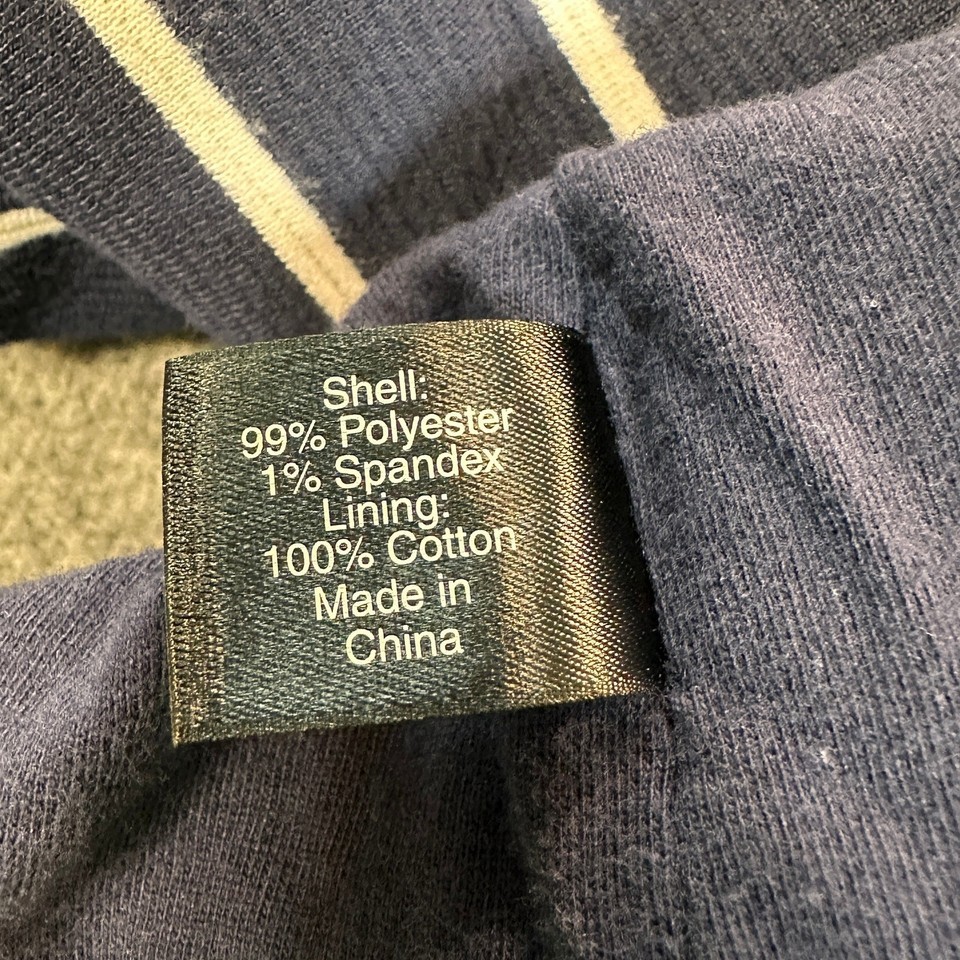 Shell:
99% Polyester
1% Spandex
Lining:
100% Cotton
Made in
China